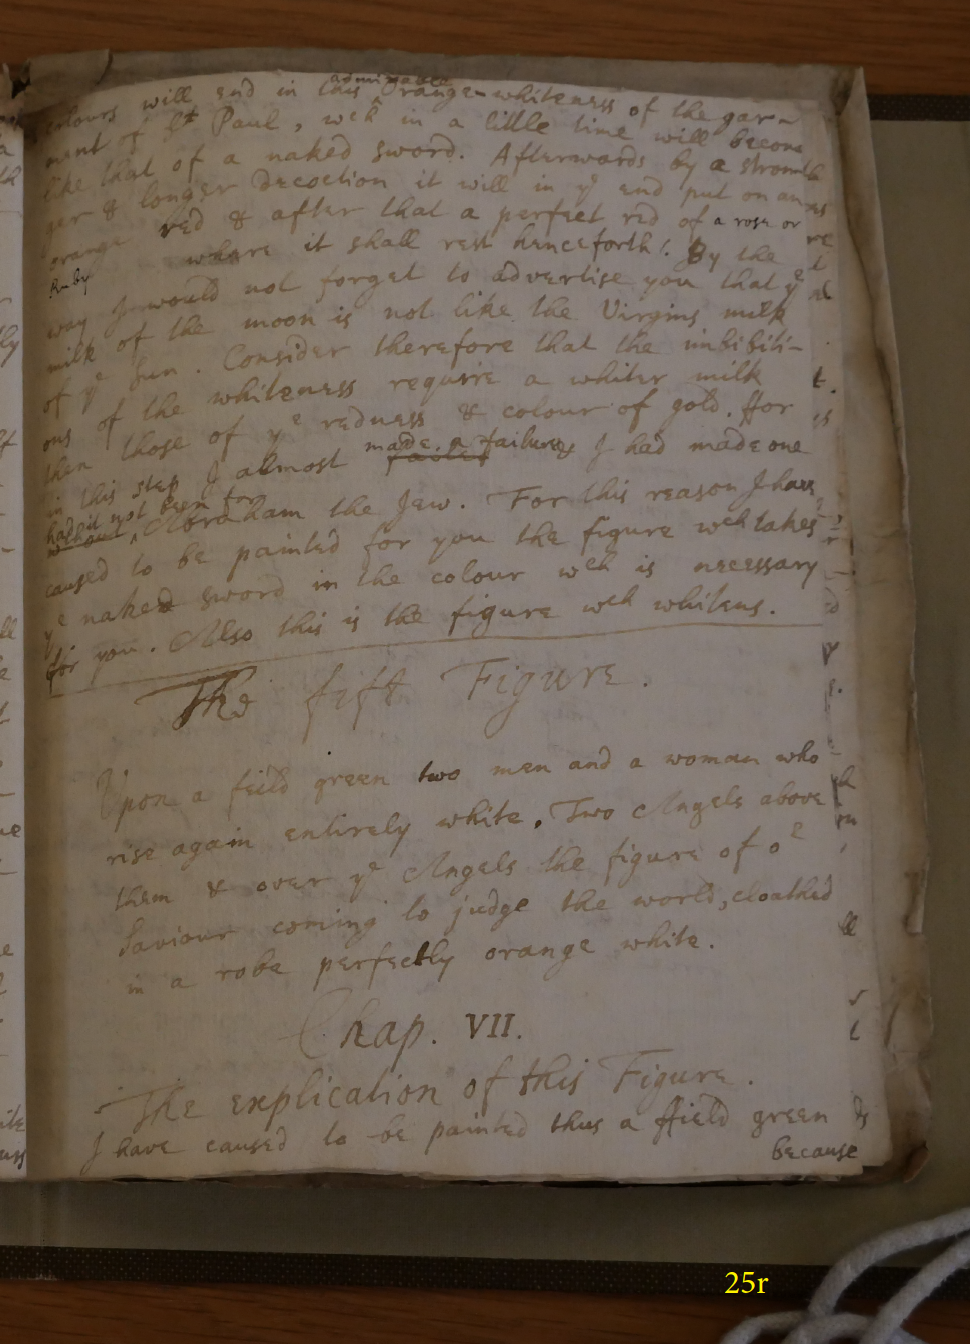 admirable
colours will end in this Orange-whiteness of the gar-
ment of St Paul, wch in a little time will become
like that of a naked sword. Afterwards by a stron-
ger & longer decoction it will in ye end put on an
orange red & after that a perfect red of a rose or
Ruby where it shall rest henceforth. By the
way I would not forget to advertise you that ye
milk of the moon is not like the Virgins milk
of ye sun. Consider therefore that the imbibiti-
ons of the whiteness require a whiter milk
then those of ye redness & colour of gold. ffor
in this step I almost made a failure, I had made one
had it not been for
without Abraham the Jew. For this reason I have
caused to be painted for you the figure wch takes
ye naked sword in the colour wch is necessary
for you. Also this is the figure wch whitens.
The fift Figure.
Upon a feild green two men and a woman who
rise again entirely white. Two Angels above
them & over ye Angels the figure of oe
Saviour coming to judge the world, cloathed
in a robe perfectly orange white.
Chap. VII.
The explication of this Figure.
I have caused to be painted thus a ffield green
because
25r